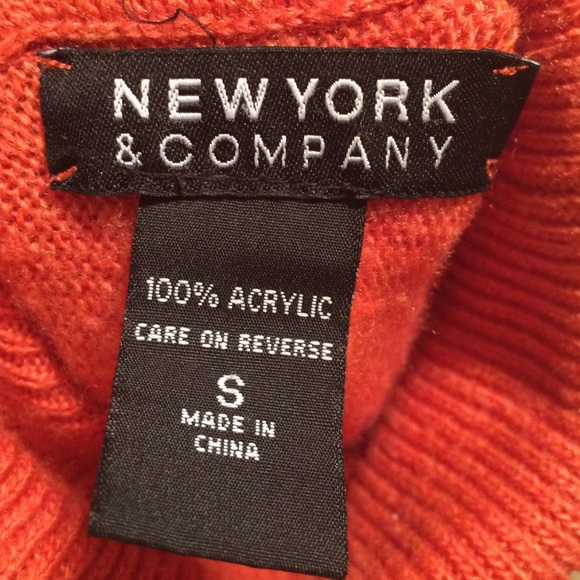 NEW YORK
& COMPANY
100% ACRYLIC
CARE ON REVERSE
S
MADE IN
CHINA